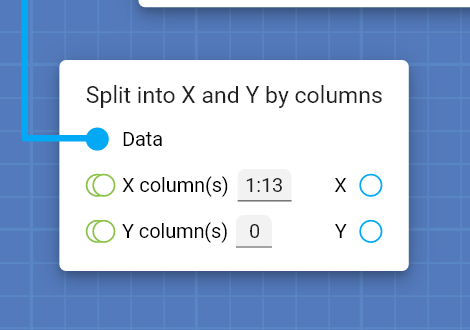 Split into X and Y by columns
Data
X column(s) 1:13 X
Y column(s) 0 Y